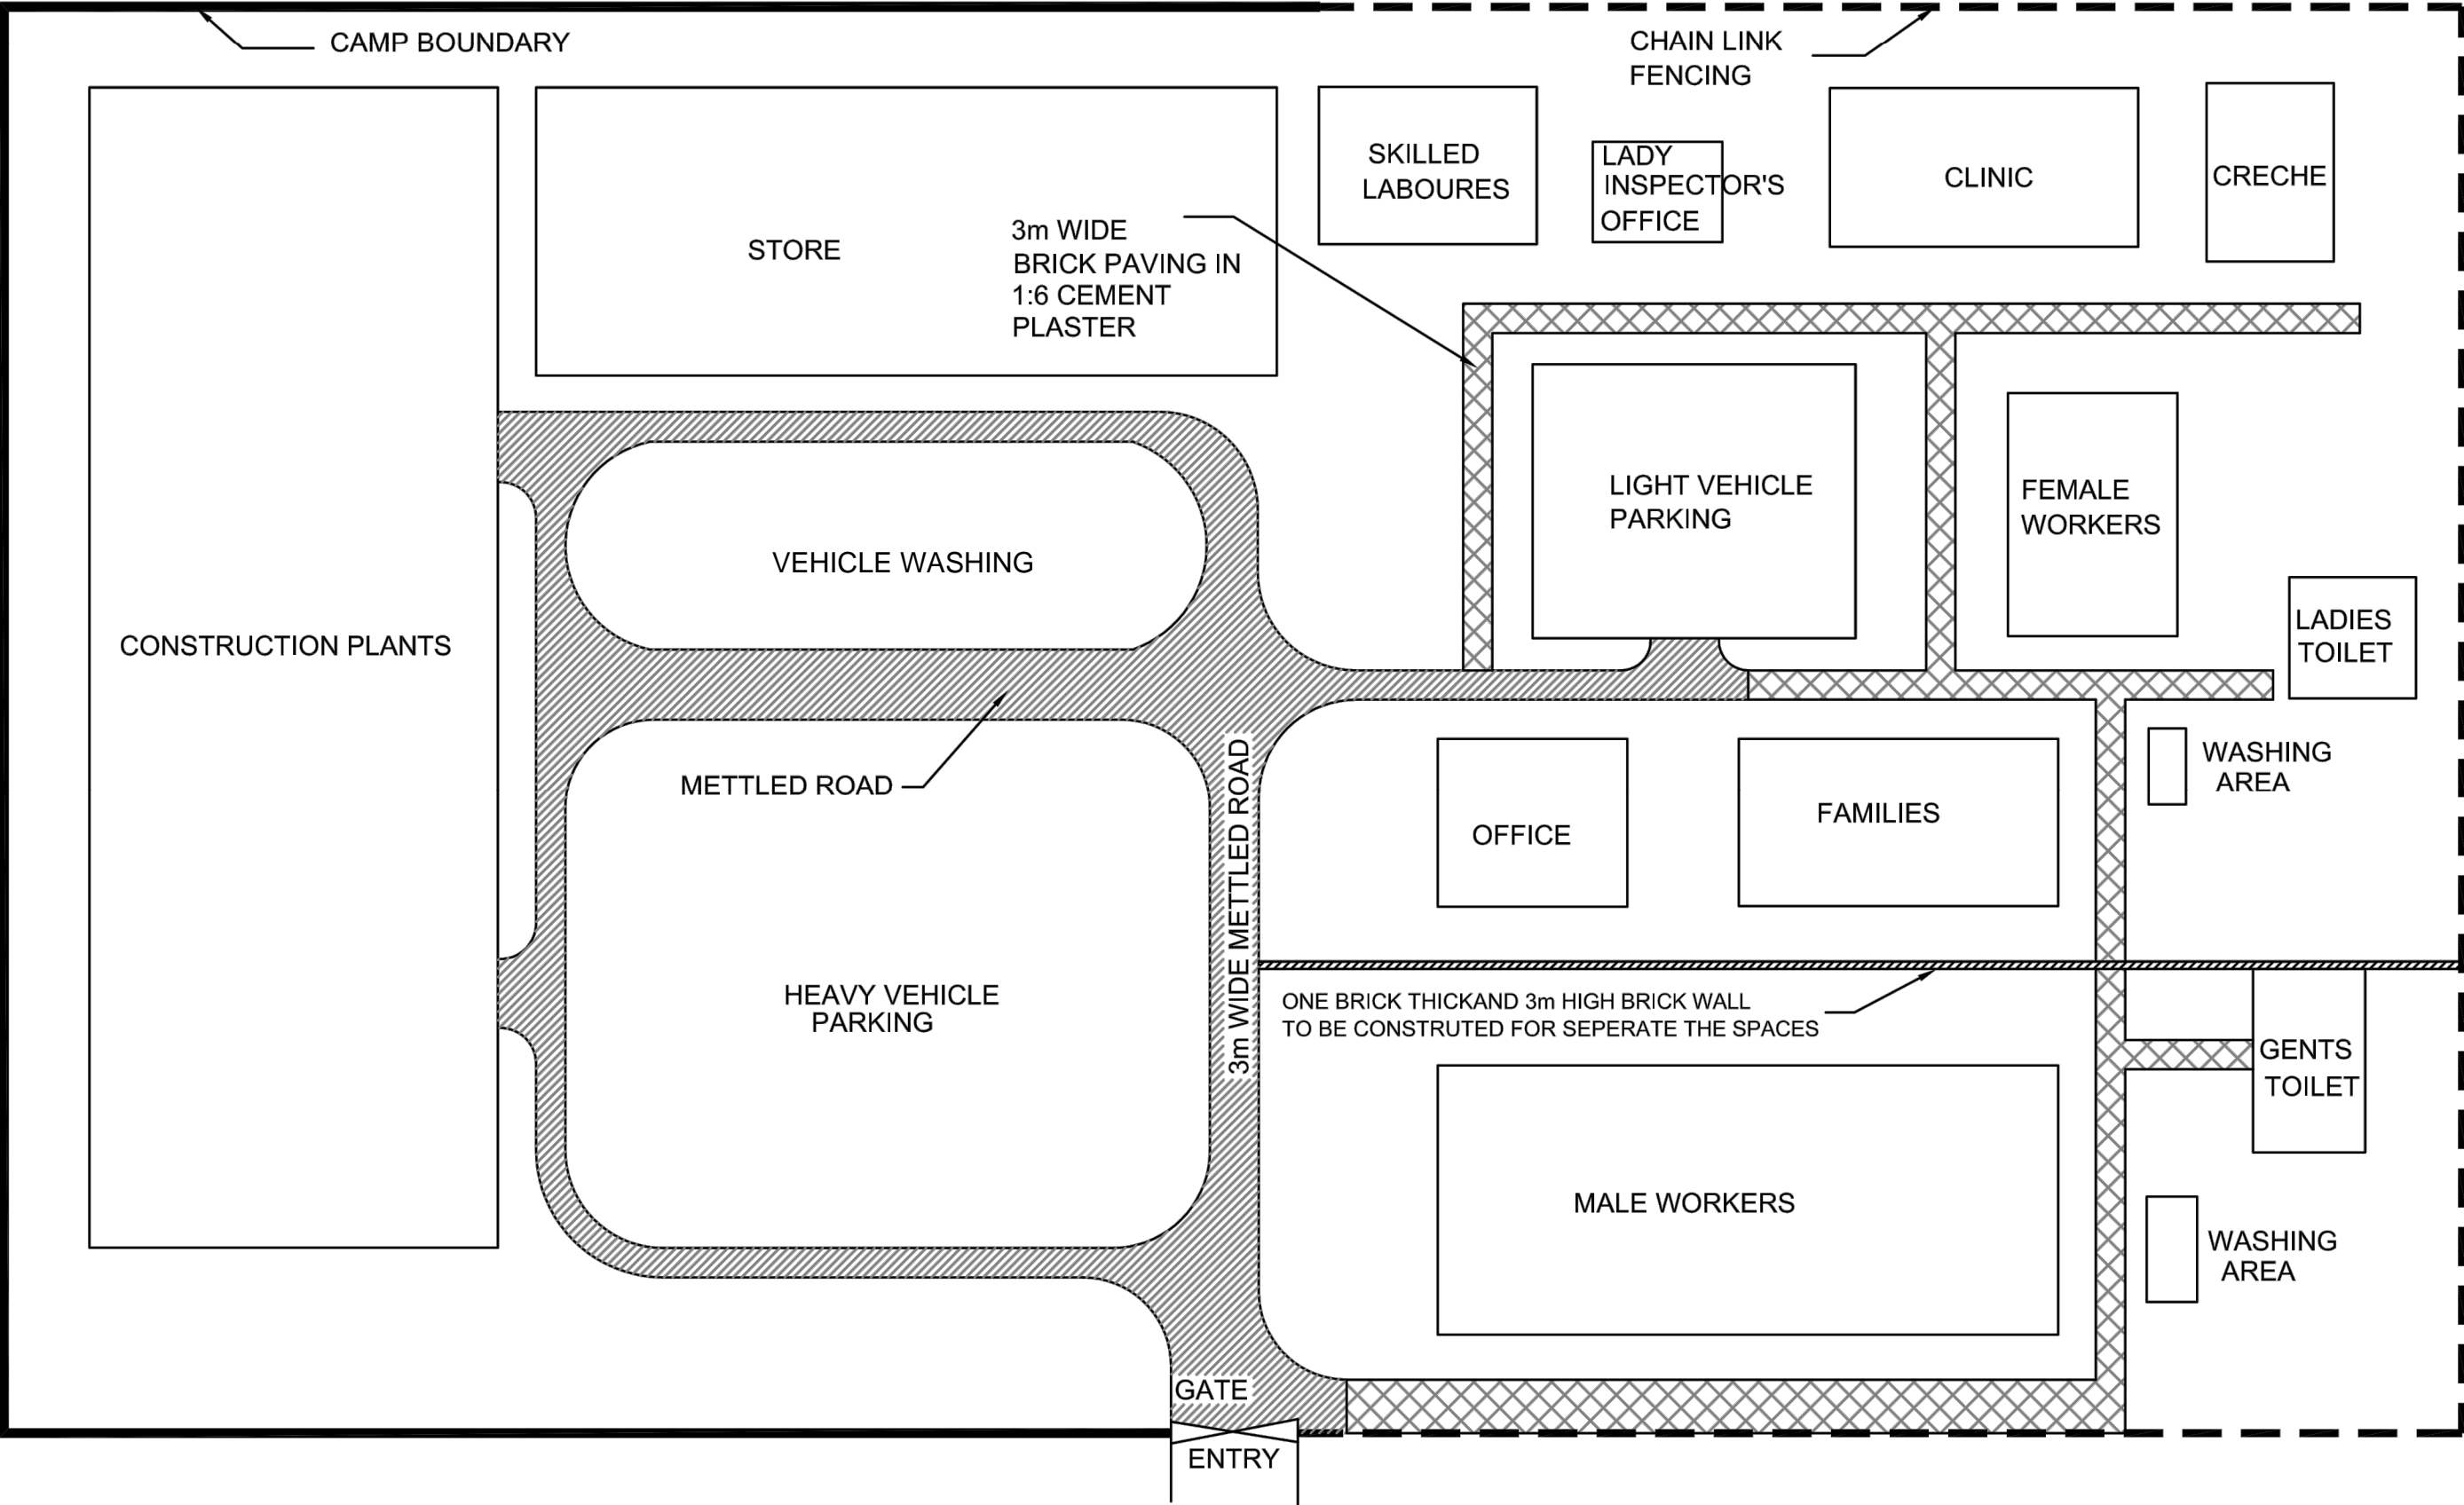 CAMP BOUNDARY
CHAIN LINK
FENCING
SKILLED
LABOURES
LADY
INSPECTOR'S
OFFICE
CLINIC
CRECHE
STORE
3m WIDE
BRICK PAVING IN
1:6 CEMENT
PLASTER
LIGHT VEHICLE
PARKING
FEMALE
WORKERS
VEHICLE WASHING
CONSTRUCTION PLANTS
LADIES
TOILET
METTLED ROAD
3m WIDE METTLED ROAD
OFFICE
FAMILIES
WASHING
AREA
HEAVY VEHICLE
PARKING
ONE BRICK THICKAND 3m HIGH BRICK WALL
TO BE CONSTRUTED FOR SEPERATE THE SPACES
GENTS
TOILET
MALE WORKERS
WASHING
AREA
GATE
ENTRY